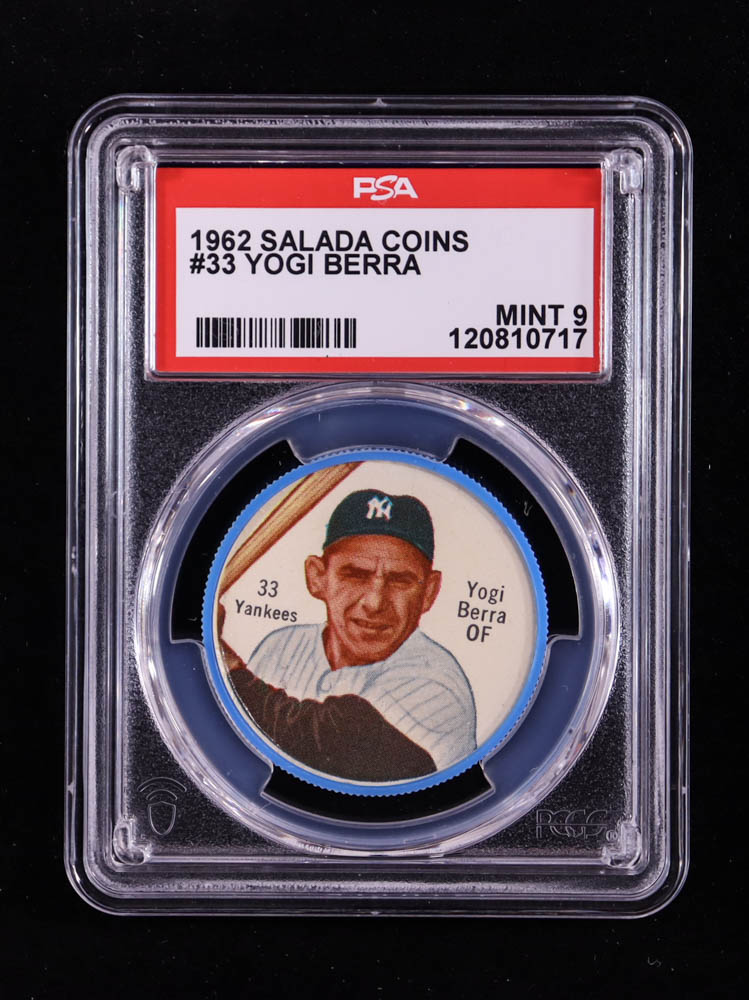 PSA
1962 SALADA COINS
#33 YOGI BERRA
MINT 9
120810717
NY
33
Yankees
Yogi
Berra
OF
PCGS